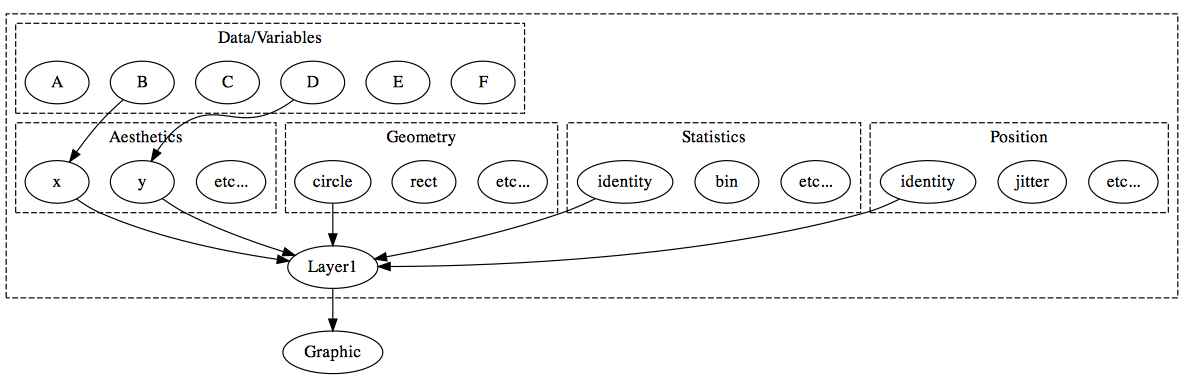 Data/Variables
A B C D E F
Aesthetics Geometry Statistics Position
x y etc... circle rect etc... identity bin etc... identity jitter etc...
Layer1
Graphic